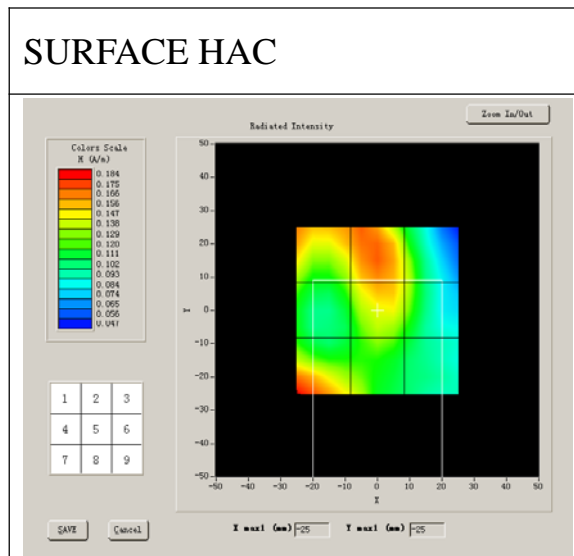 SURFACE HAC
Zoom In/Out
Radiated Intensity
Colors Scale
H (A/m)
0.184
0.175
0.166
0.156
0.147
0.138
0.129
0.120
0.111
0.102
0.093
0.084
0.074
0.065
0.056
0.047
50
40
30
20
10
0
-10
-20
-30
-40
-50
Y
-50 -40 -30 -20 -10 0 10 20 30 40 50
X
1 2 3
4 5 6
7 8 9
SAVE Cancel
X maxi (mm) -25 Y maxi (mm) -25